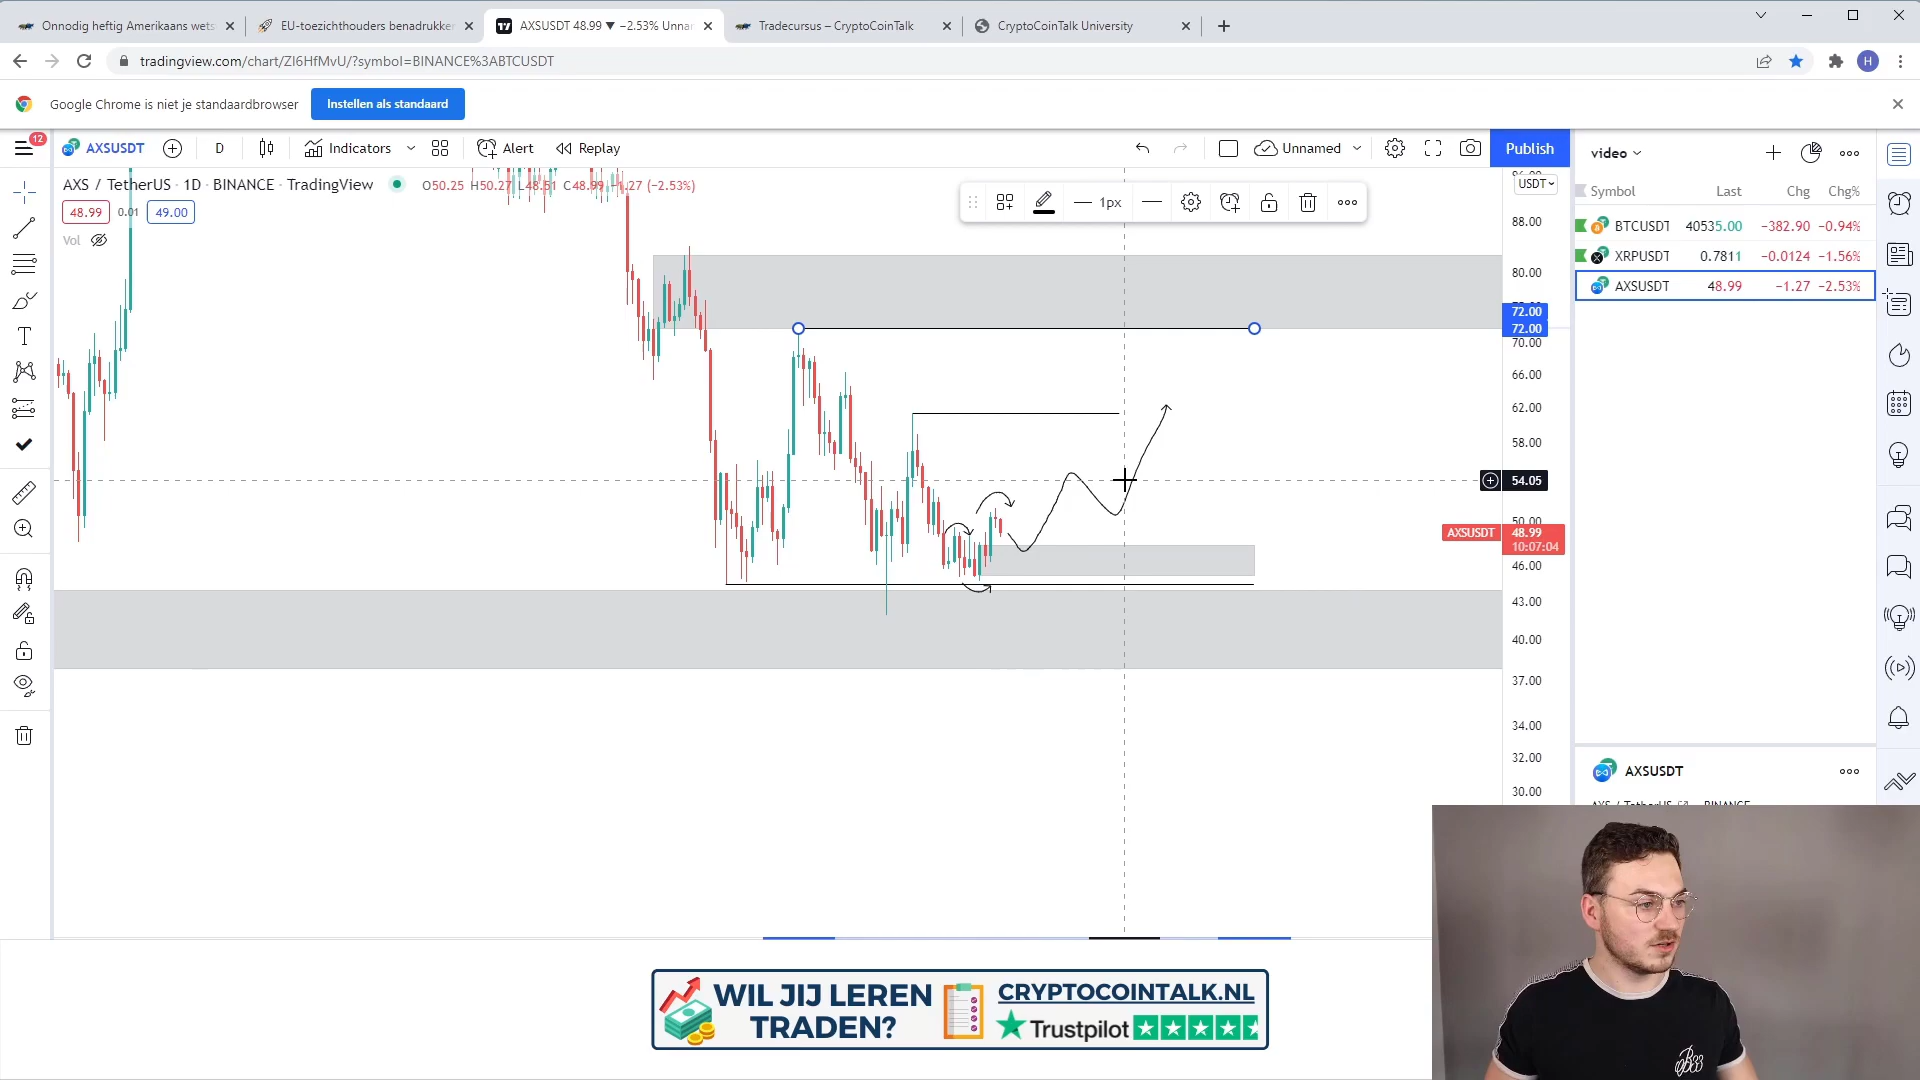 Onnodig heftig Amerikaans wets
EU-toezichthouders benadrukker
AXSUSDT 48.99 ▼ −2.53% Unnar
Tradecursus – CryptoCoinTalk
CryptoCoinTalk University
tradingview.com/chart/ZI6HfMvU/?symbol=BINANCE%3ABTCUSDT
H
Google Chrome is niet je standaardbrowser
Instellen als standaard
12
AXSUSDT
D
Indicators
Alert
Replay
Unnamed
Publish
video
AXS / TetherUS · 1D · BINANCE · TradingView
O50.25 H50.27 L48.51 C48.99 −1.27 (−2.53%)
48.99
0.01
49.00
Vol
1px
USDT
88.00
80.00
72.00
72.00
70.00
66.00
62.00
58.00
54.05
50.00
AXSUSDT
48.99
10:07:04
46.00
43.00
40.00
37.00
34.00
32.00
30.00
Symbol Last Chg Chg%
BTCUSDT 40535.00 −382.90 −0.94%
XRPUSDT 0.7811 −0.0124 −1.56%
AXSUSDT 48.99 −1.27 −2.53%
AXSUSDT
WIL JIJ LEREN
TRADEN?
CRYPTOCOINTALK.NL
Trustpilot